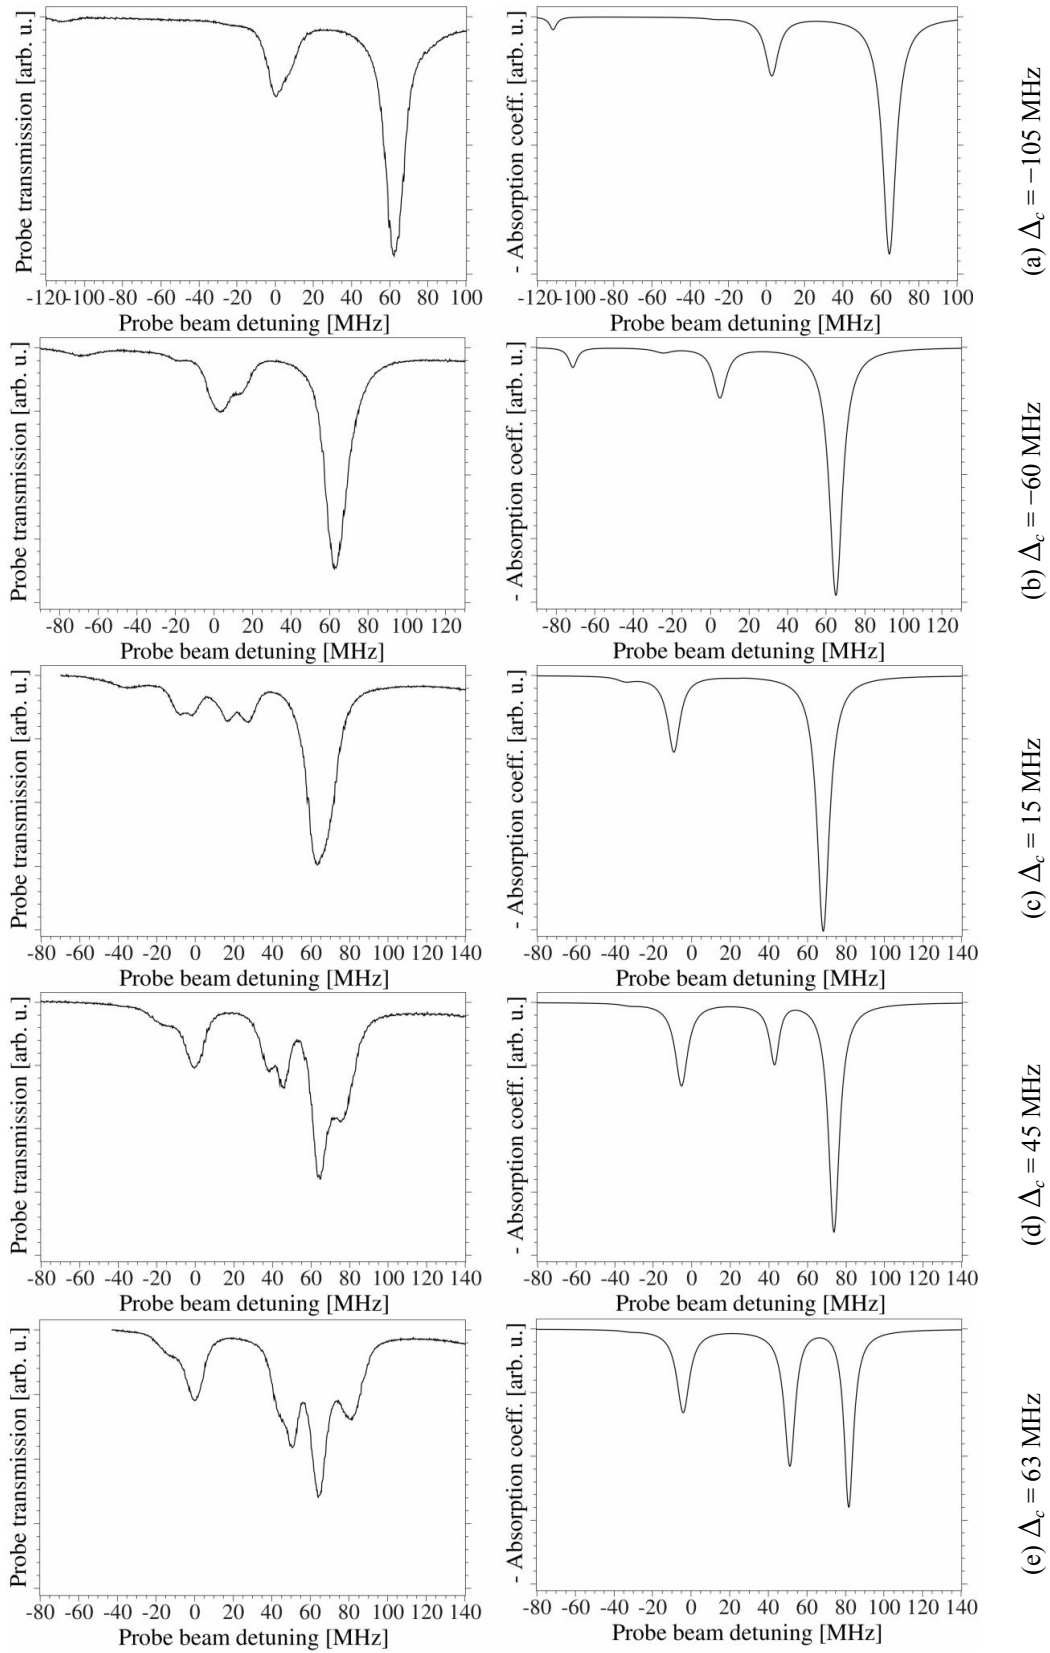 Probe transmission [arb. u.]
-120-100 -80 -60 -40 -20 0 20 40 60 80 100
Probe beam detuning [MHz]
- Absorption coeff. [arb. u.]
-120-100 -80 -60 -40 -20 0 20 40 60 80 100
Probe beam detuning [MHz]
(a) Δc = −105 MHz
Probe transmission [arb. u.]
-80 -60 -40 -20 0 20 40 60 80 100 120
Probe beam detuning [MHz]
- Absorption coeff. [arb. u.]
-80 -60 -40 -20 0 20 40 60 80 100 120
Probe beam detuning [MHz]
(b) Δc = −60 MHz
Probe transmission [arb. u.]
-80 -60 -40 -20 0 20 40 60 80 100 120 140
Probe beam detuning [MHz]
- Absorption coeff. [arb. u.]
-80 -60 -40 -20 0 20 40 60 80 100 120 140
Probe beam detuning [MHz]
(c) Δc = 15 MHz
Probe transmission [arb. u.]
-80 -60 -40 -20 0 20 40 60 80 100 120 140
Probe beam detuning [MHz]
- Absorption coeff. [arb. u.]
-80 -60 -40 -20 0 20 40 60 80 100 120 140
Probe beam detuning [MHz]
(d) Δc = 45 MHz
Probe transmission [arb. u.]
-80 -60 -40 -20 0 20 40 60 80 100 120 140
Probe beam detuning [MHz]
- Absorption coeff. [arb. u.]
-80 -60 -40 -20 0 20 40 60 80 100 120 140
Probe beam detuning [MHz]
(e) Δc = 63 MHz